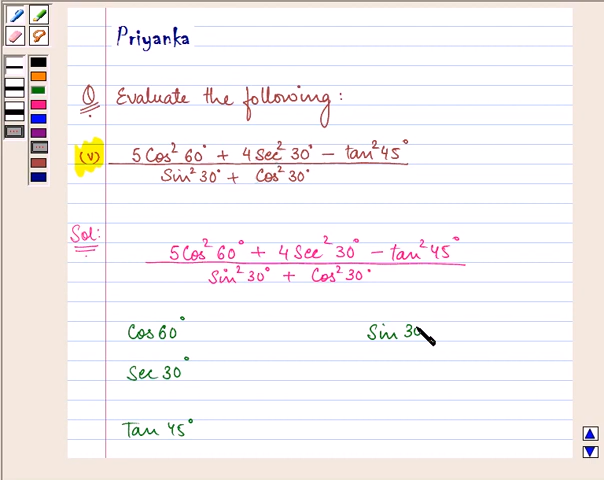 Priyanka
Q Evaluate the following :
(v) 5 Cos² 60° + 4 Sec² 30° - tan² 45°
Sin² 30° + Cos² 30°
Sol:
5 Cos² 60° + 4 Sec² 30° - tan² 45°
Sin² 30° + Cos² 30°
Cos 60° Sin 30
Sec 30°
Tan 45°